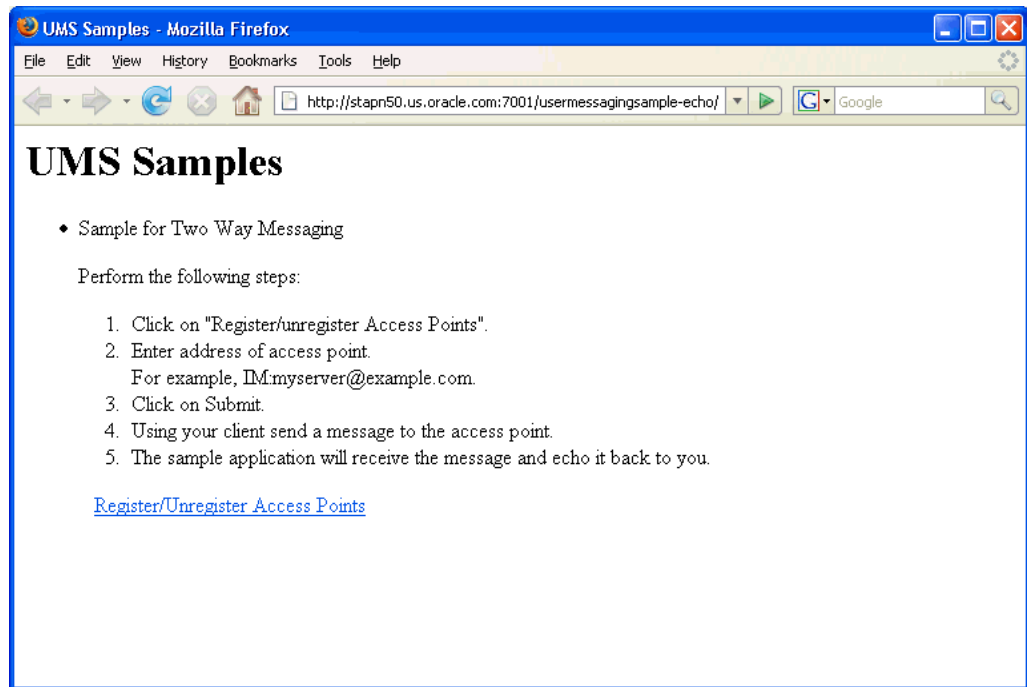 UMS Samples - Mozilla Firefox
File Edit View History Bookmarks Tools Help
http://stapn50.us.oracle.com:7001/usermessagingsample-echo/
G Google
UMS Samples
• Sample for Two Way Messaging
Perform the following steps:
1. Click on "Register/unregister Access Points".
2. Enter address of access point.
For example, IM:myserver@example.com.
3. Click on Submit.
4. Using your client send a message to the access point.
5. The sample application will receive the message and echo it back to you.
Register/Unregister Access Points